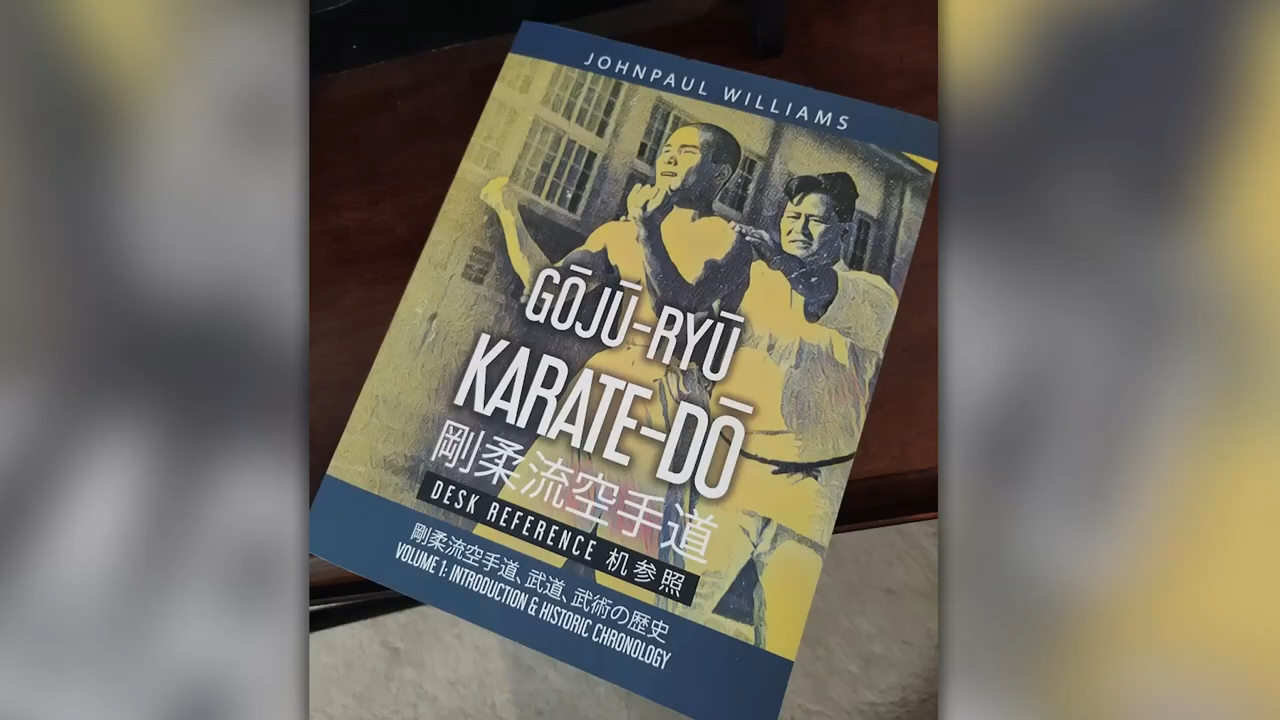 JOHNPAUL WILLIAMS
GŌJŪ-RYŪ
KARATE-DŌ
剛柔流空手道
DESK REFERENCE 机参照
剛柔流空手道、武道、武術の歴史
VOLUME 1: INTRODUCTION & HISTORIC CHRONOLOGY